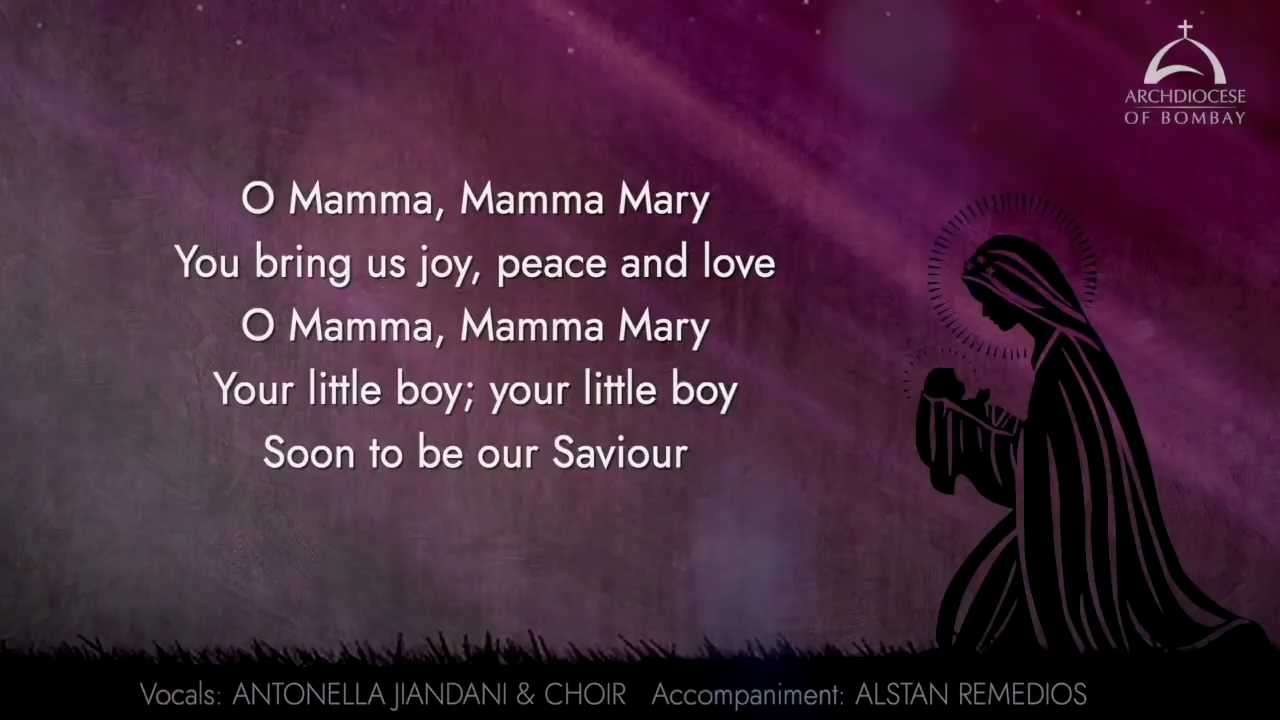 ARCHDIOCESE
OF BOMBAY
O Mamma, Mamma Mary
You bring us joy, peace and love
O Mamma, Mamma Mary
Your little boy; your little boy
Soon to be our Saviour
Vocals: ANTONELLA JIANDANI & CHOIR Accompaniment: ALSTAN REMEDIOS